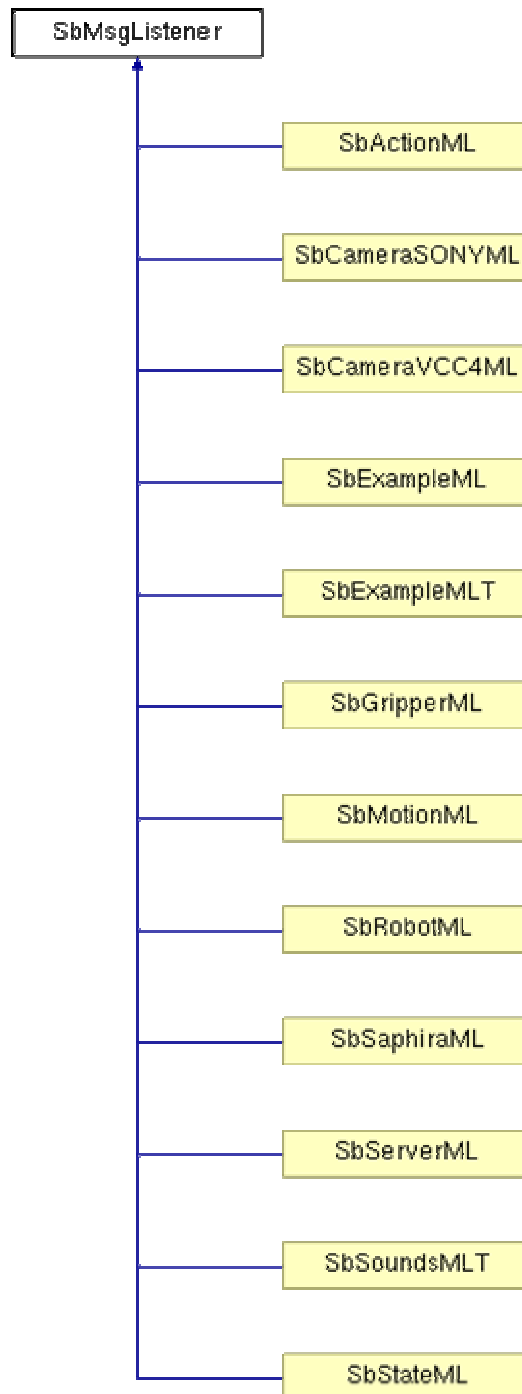 SbMsgListener
SbActionML
SbCameraSONYML
SbCameraVCC4ML
SbExampleML
SbExampleMLT
SbGripperML
SbMotionML
SbRobotML
SbSaphiraML
SbServerML
SbSoundsMLT
SbStateML